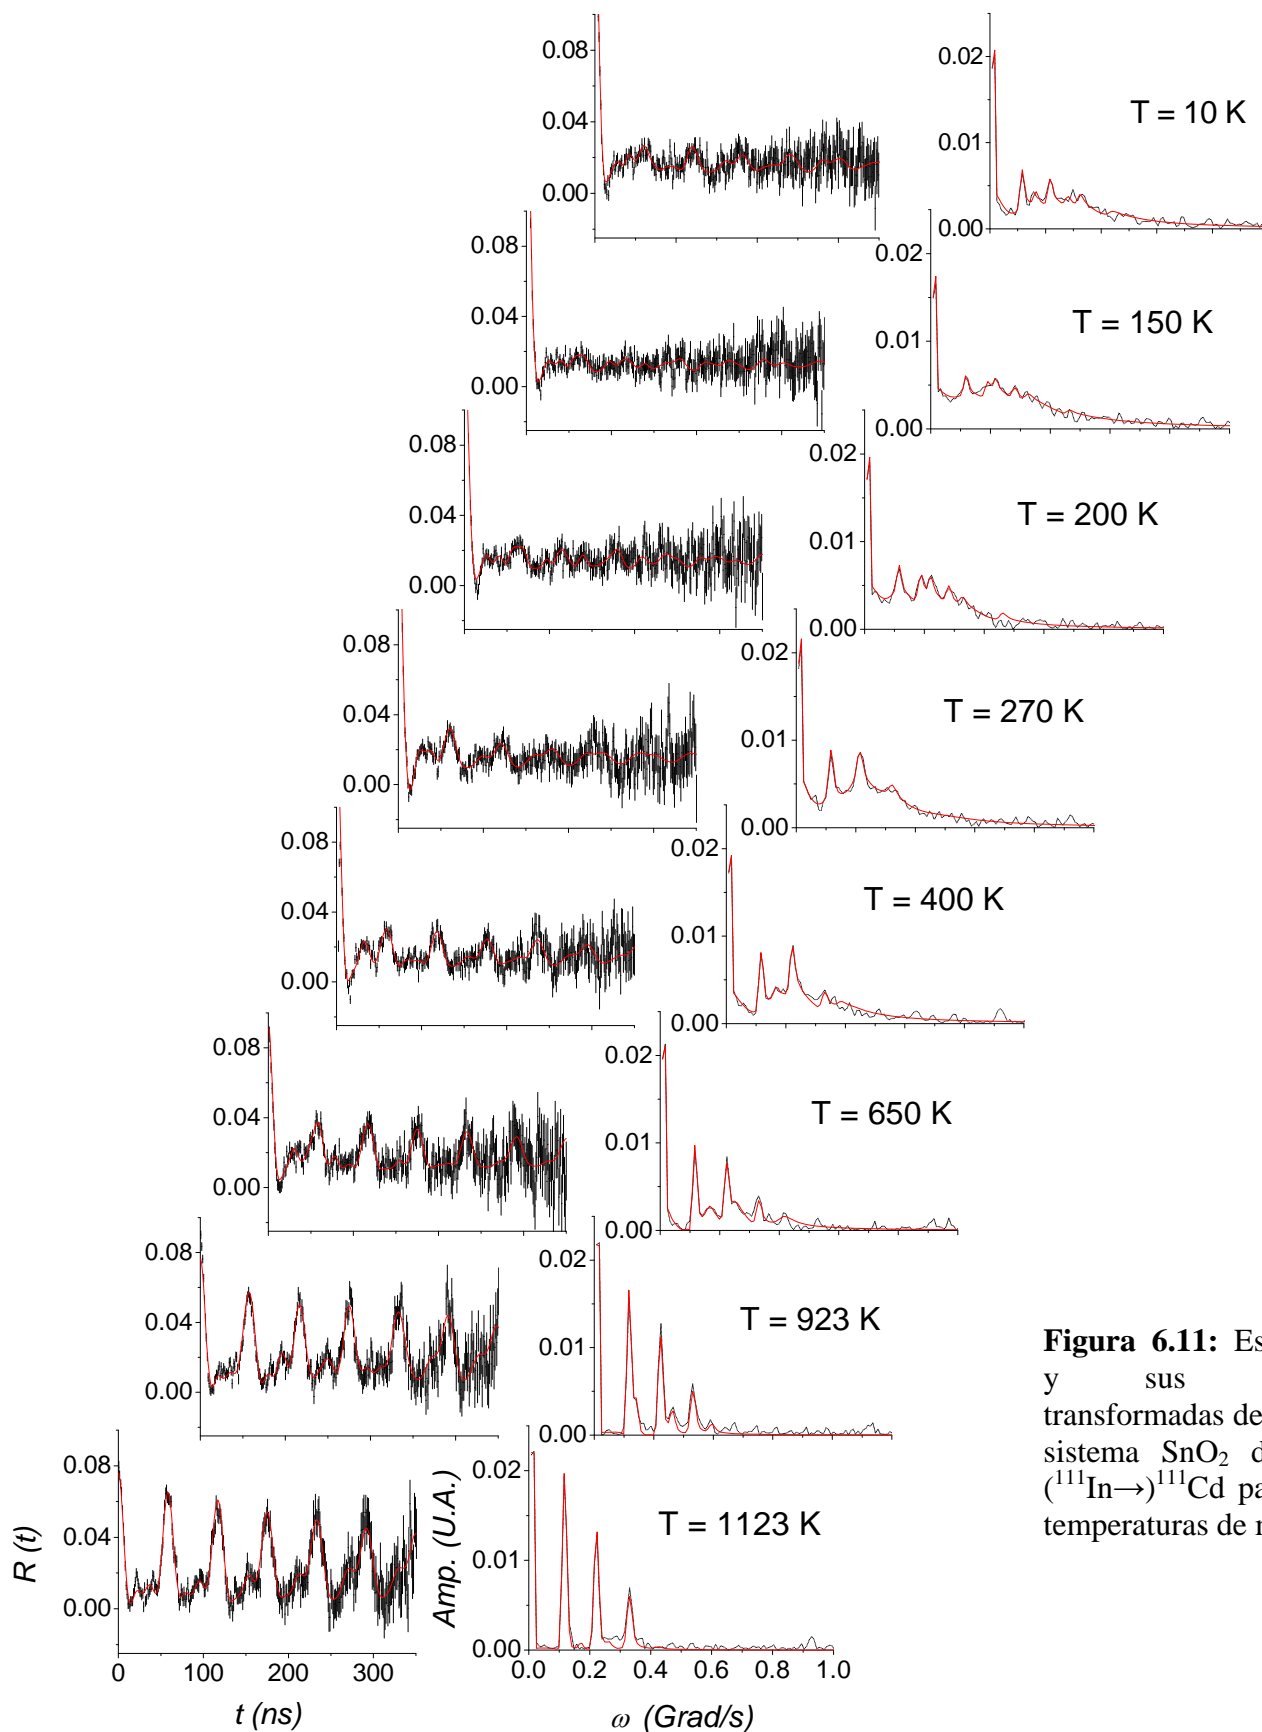 0.08
0.04
0.00
0.02
0.01
0.00
T = 10 K
0.08
0.04
0.00
0.02
0.01
0.00
T = 150 K
0.08
0.04
0.00
0.02
0.01
0.00
T = 200 K
0.08
0.04
0.00
0.02
0.01
0.00
T = 270 K
0.08
0.04
0.00
0.02
0.01
0.00
T = 400 K
0.08
0.04
0.00
0.02
0.01
0.00
T = 650 K
0.08
0.04
0.00
0.02
0.01
0.00
T = 923 K
0.08
0.04
0.00
R (t)
0 100 200 300
t (ns)
0.02
0.01
0.00
Amp. (U.A.)
T = 1123 K
0.0 0.2 0.4 0.6 0.8 1.0
ω (Grad/s)
Figura 6.11: Es
y sus
transformadas de
sistema SnO₂ d
(¹¹¹In→)¹¹¹Cd pa
temperaturas de